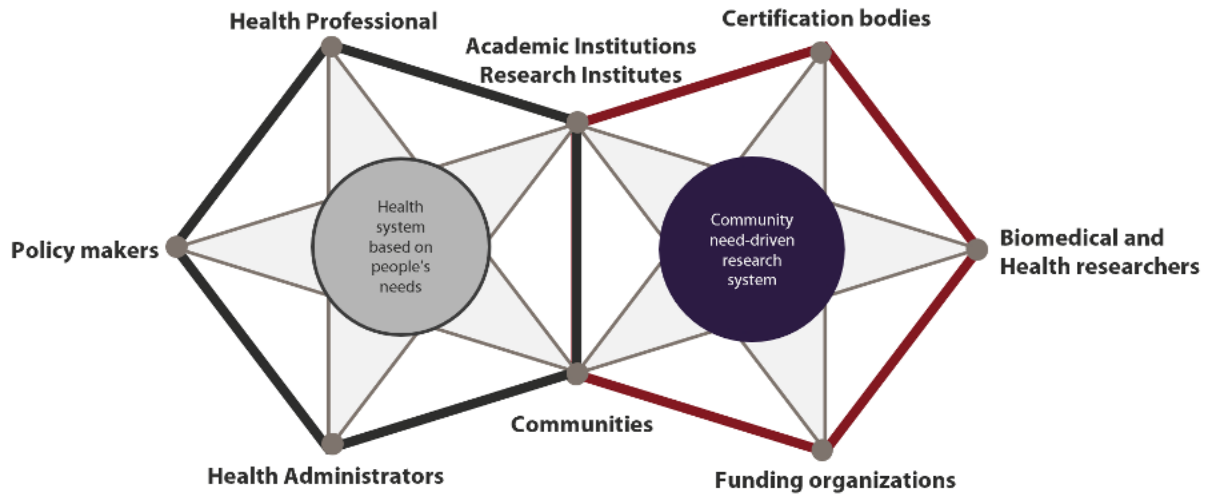 Health Professional
Certification bodies
Academic Institutions
Research Institutes
Health
system
based on
people's
needs
Community
need-driven
research
system
Policy makers
Biomedical and
Health researchers
Communities
Health Administrators
Funding organizations